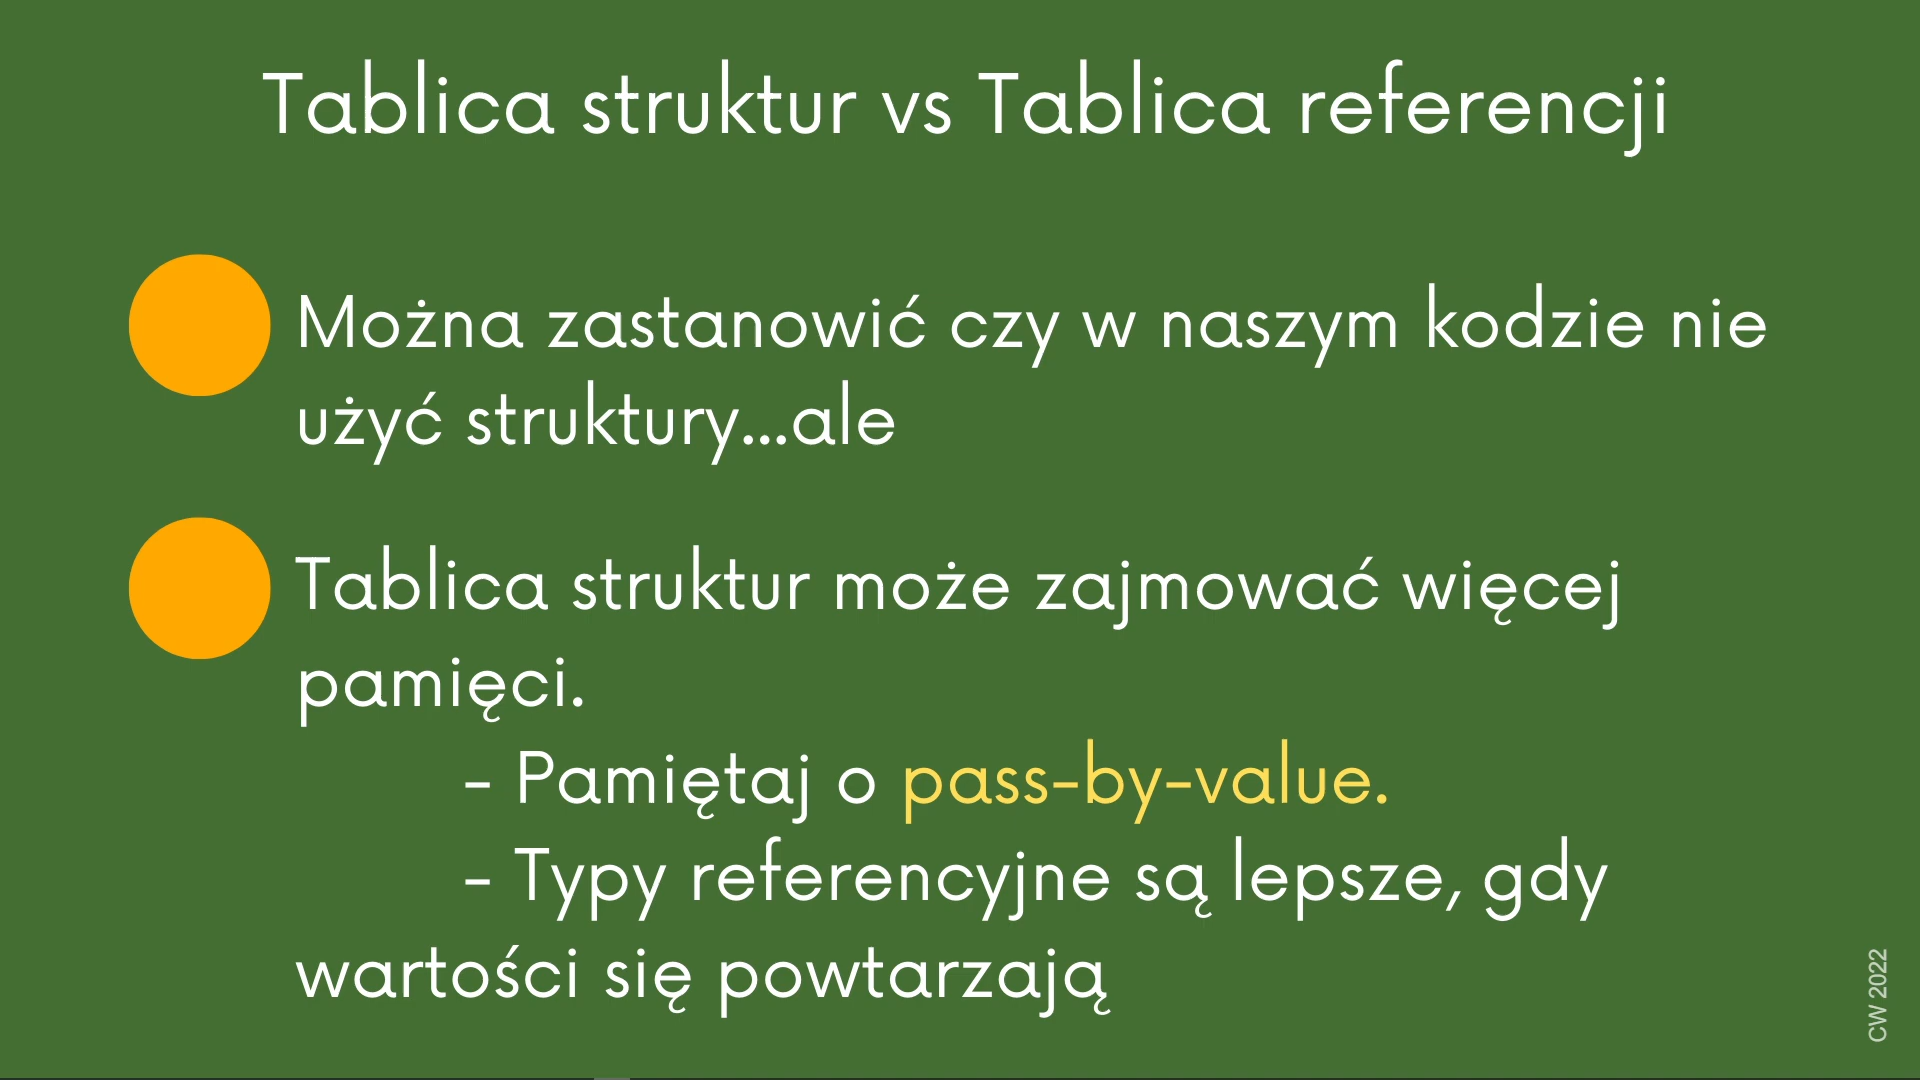 Tablica struktur vs Tablica referencji
Można zastanowić czy w naszym kodzie nie
użyć struktury...ale
Tablica struktur może zajmować więcej
pamięci.
- Pamiętaj o pass-by-value.
- Typy referencyjne są lepsze, gdy
wartości się powtarzają
CW 2022